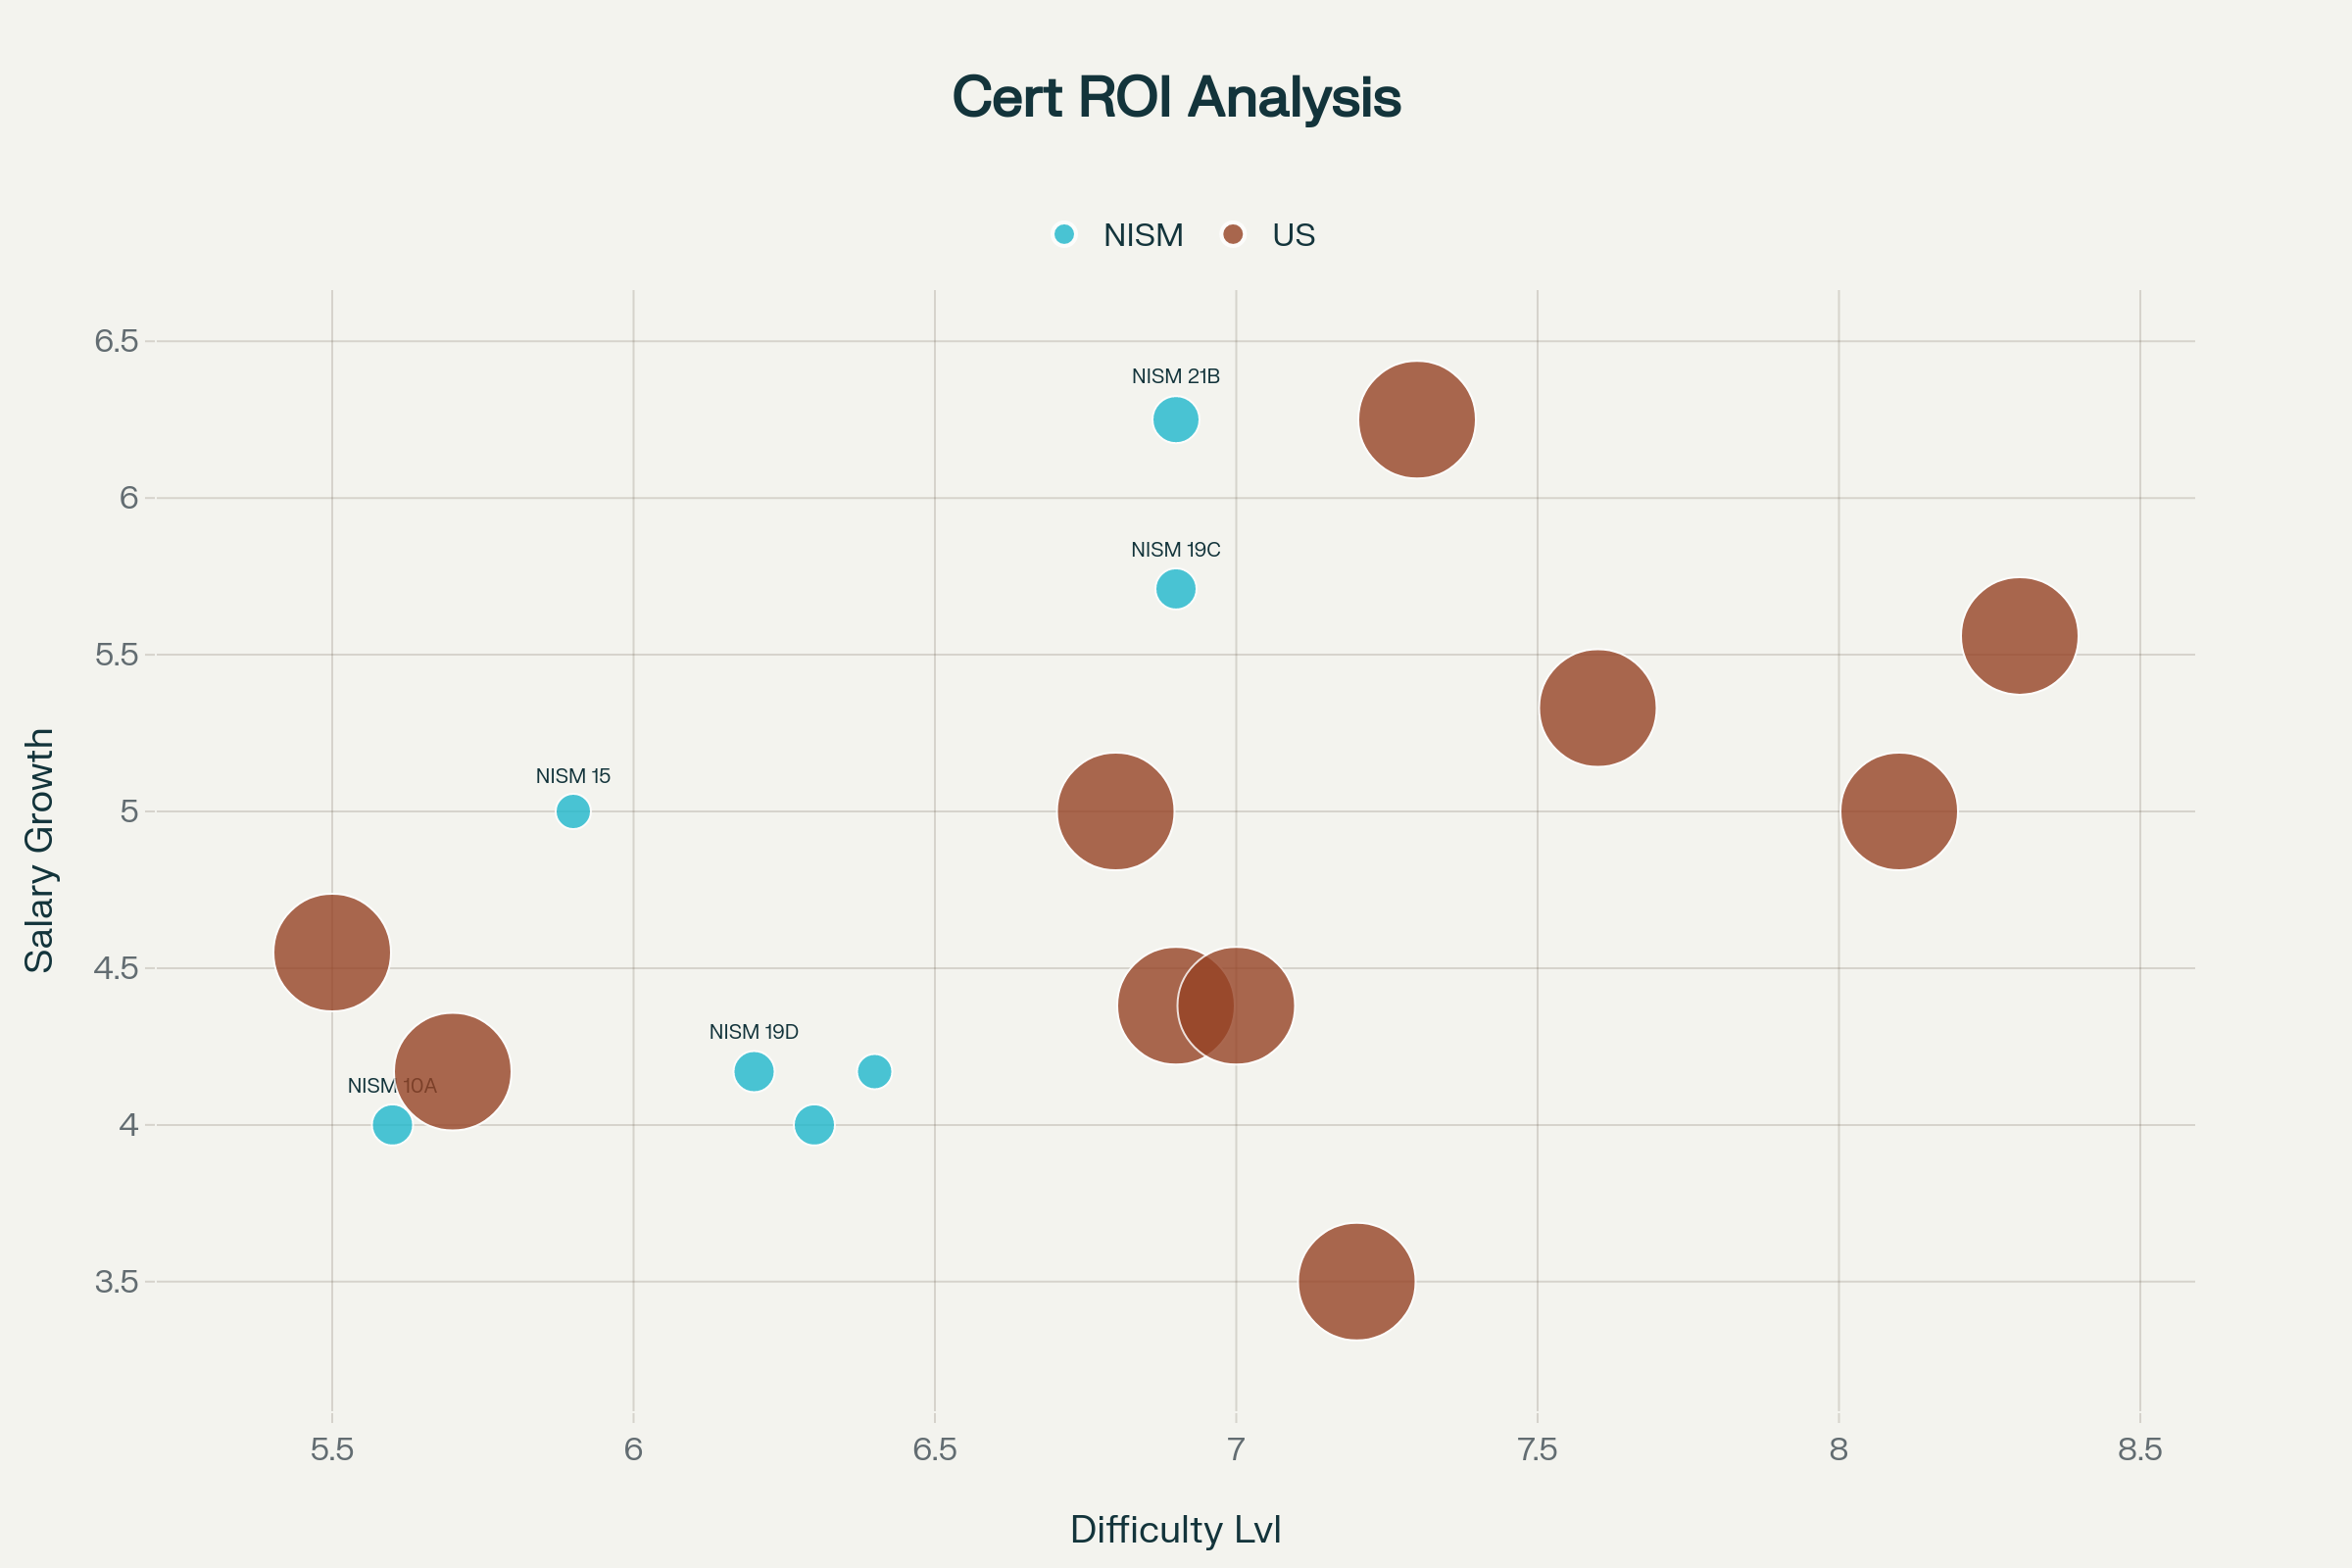 Cert ROI Analysis
NISM
US
6.5
6
5.5
5
4.5
4
3.5
Salary Growth
NISM 21B
NISM 19C
NISM 15
NISM 19D
NISM 10A
5.5
6
6.5
7
7.5
8
8.5
Difficulty Lvl